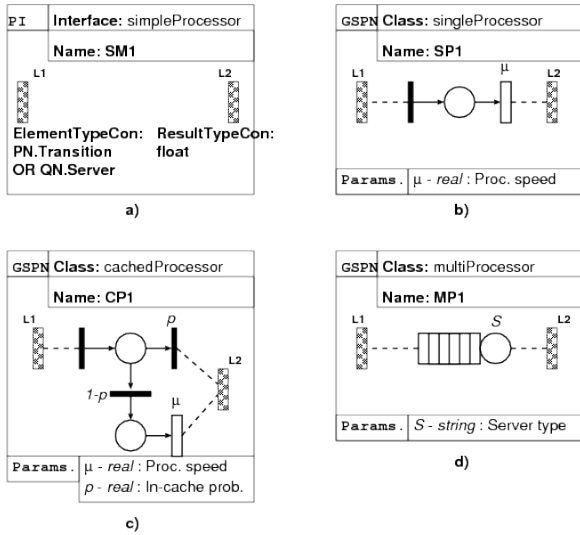 PI Interface: simpleProcessor
Name: SM1
L1 L2
ElementTypeCon: ResultTypeCon:
PN.Transition float
OR QN.Server
a)
GSPN Class: singleProcessor
Name: SP1
L1 μ L2
Params. μ - real : Proc. speed
b)
GSPN Class: cachedProcessor
Name: CP1
L1 p
L2
1-p
μ
Params. μ - real : Proc. speed
p - real : In-cache prob.
c)
GSPN Class: multiProcessor
Name: MP1
L1 S L2
Params. S - string : Server type
d)